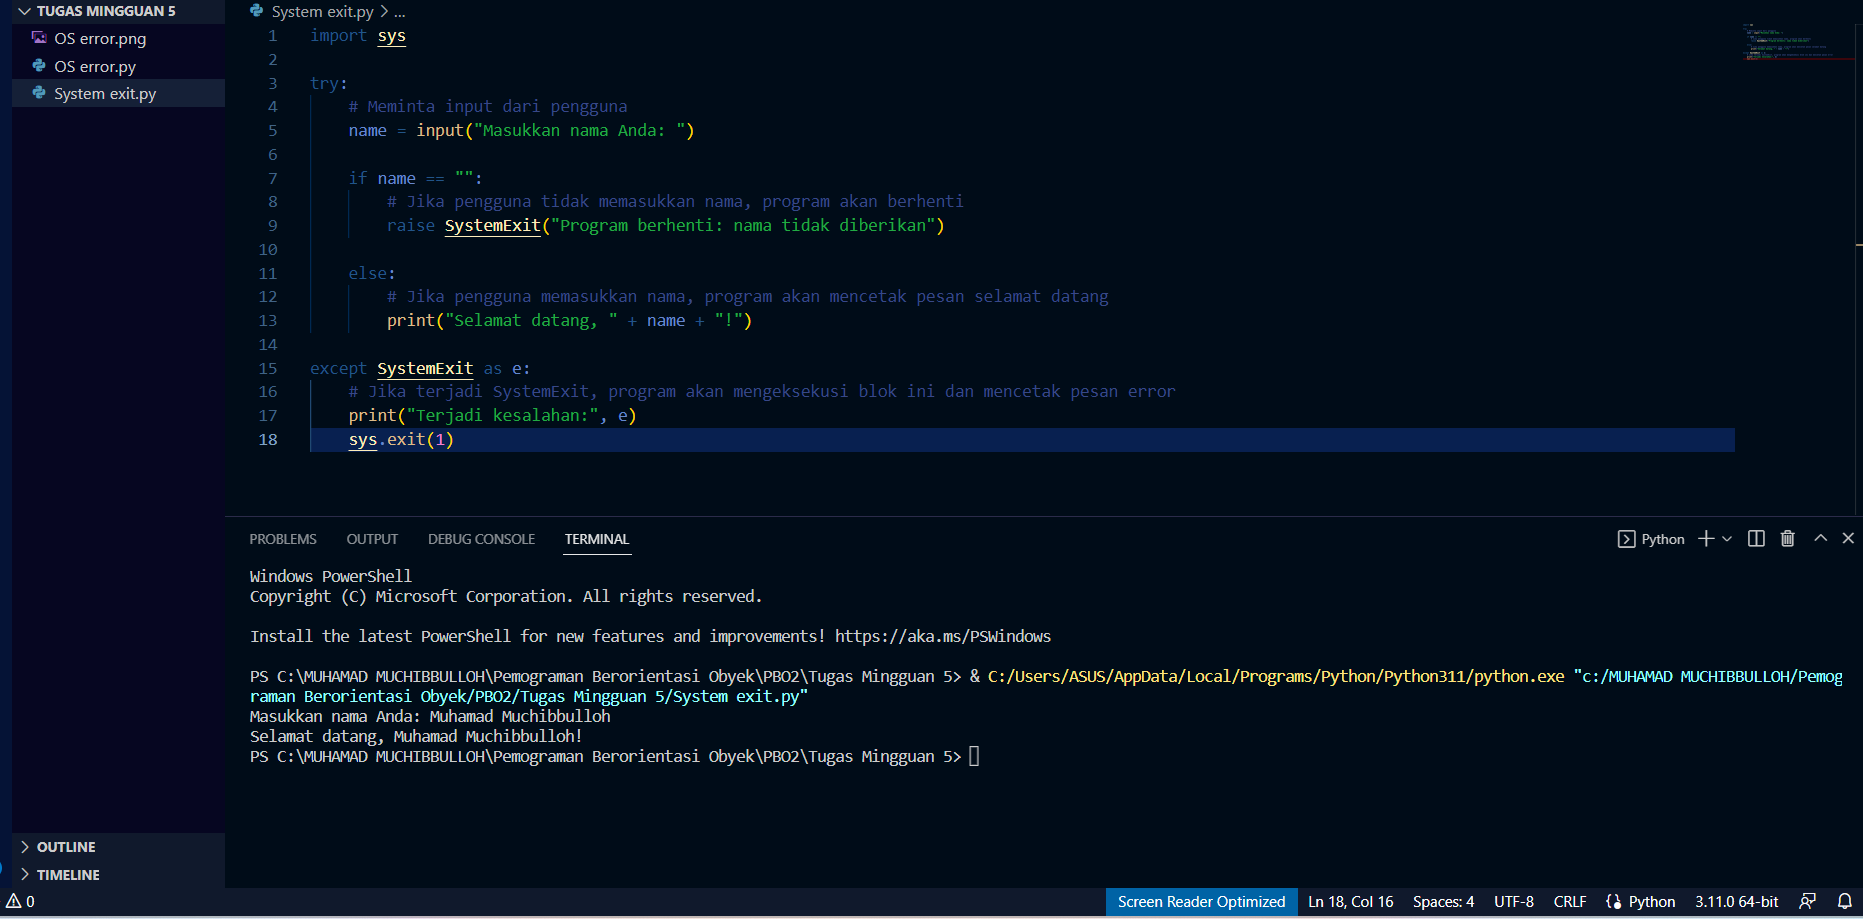 TUGAS MINGGUAN 5
OS error.png
OS error.py
System exit.py
System exit.py > ...
1 import sys
2
3 try:
4 # Meminta input dari pengguna
5 name = input("Masukkan nama Anda: ")
6
7 if name == "":
8 # Jika pengguna tidak memasukkan nama, program akan berhenti
9 raise SystemExit("Program berhenti: nama tidak diberikan")
10
11 else:
12 # Jika pengguna memasukkan nama, program akan mencetak pesan selamat datang
13 print("Selamat datang, " + name + "!")
14
15 except SystemExit as e:
16 # Jika terjadi SystemExit, program akan mengeksekusi blok ini dan mencetak pesan error
17 print("Terjadi kesalahan:", e)
18 sys.exit(1)
PROBLEMS OUTPUT DEBUG CONSOLE TERMINAL Python
Windows PowerShell
Copyright (C) Microsoft Corporation. All rights reserved.
Install the latest PowerShell for new features and improvements! https://aka.ms/PSWindows
PS C:\MUHAMAD MUCHIBBULLOH\Pemograman Berorientasi Obyek\PBO2\Tugas Mingguan 5> & C:/Users/ASUS/AppData/Local/Programs/Python/Python311/python.exe "c:/MUHAMAD MUCHIBBULLOH/Pemog
raman Berorientasi Obyek/PBO2/Tugas Mingguan 5/System exit.py"
Masukkan nama Anda: Muhamad Muchibbulloh
Selamat datang, Muhamad Muchibbulloh!
PS C:\MUHAMAD MUCHIBBULLOH\Pemograman Berorientasi Obyek\PBO2\Tugas Mingguan 5>
OUTLINE
TIMELINE
0 Screen Reader Optimized Ln 18, Col 16 Spaces: 4 UTF-8 CRLF Python 3.11.0 64-bit